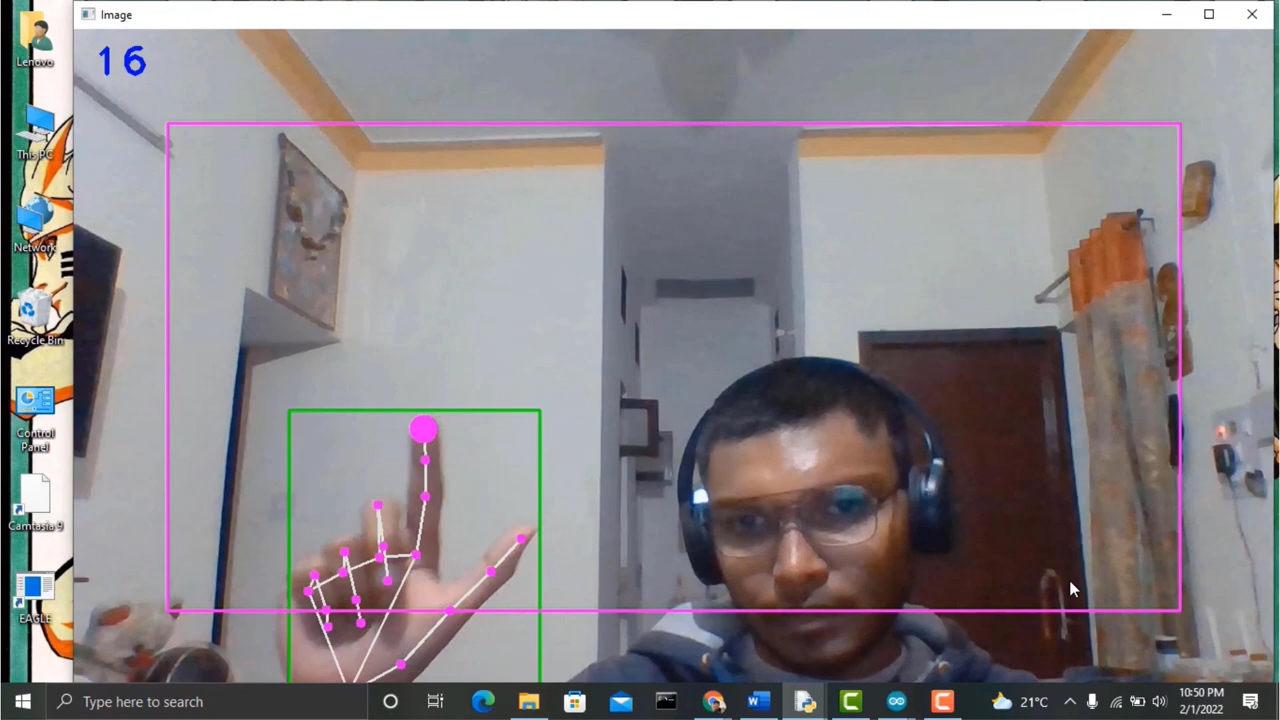 Image
16
Lenovo
This PC
Network
Recycle Bin
Control
Panel
Camtasia 9
EAGLE
Type here to search
21°C
10:50 PM
2/1/2022